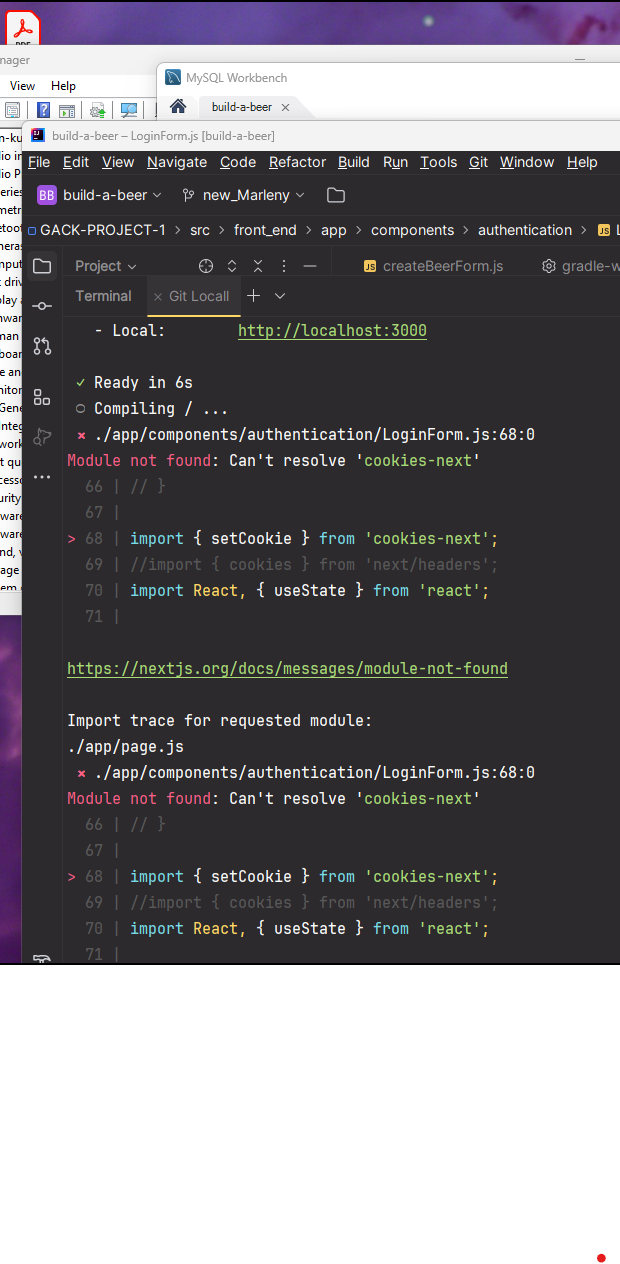 PDF
nager
MySQL Workbench
View Help
build-a-beer ×
build-a-beer – LoginForm.js [build-a-beer]
File Edit View Navigate Code Refactor Build Run Tools Git Window Help
BB build-a-beer new_Marleny
GACK-PROJECT-1 > src > front_end > app > components > authentication > JS L
Project JS createBeerForm.js gradle-w
Terminal × Git Locall
- Local: http://localhost:3000
✓ Ready in 6s
○ Compiling / ...
⨯ ./app/components/authentication/LoginForm.js:68:0
Module not found: Can't resolve 'cookies-next'
66 | // }
67 |
> 68 | import { setCookie } from 'cookies-next';
69 | //import { cookies } from 'next/headers';
70 | import React, { useState } from 'react';
71 |
https://nextjs.org/docs/messages/module-not-found
Import trace for requested module:
./app/page.js
⨯ ./app/components/authentication/LoginForm.js:68:0
Module not found: Can't resolve 'cookies-next'
66 | // }
67 |
> 68 | import { setCookie } from 'cookies-next';
69 | //import { cookies } from 'next/headers';
70 | import React, { useState } from 'react';
71 |